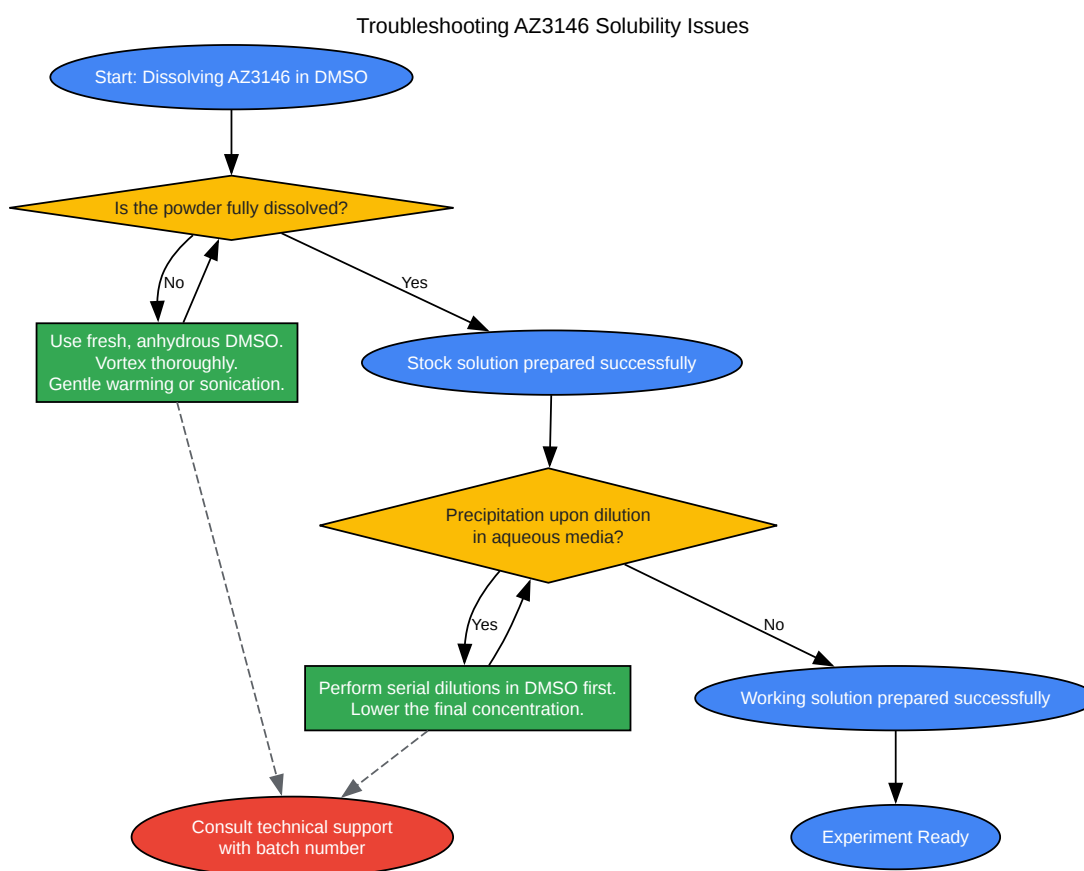 Troubleshooting AZ3146 Solubility Issues
Start: Dissolving AZ3146 in DMSO
Is the powder fully dissolved?
No
Yes
Use fresh, anhydrous DMSO.
Vortex thoroughly.
Gentle warming or sonication.
Stock solution prepared successfully
Precipitation upon dilution
in aqueous media?
Yes
No
Perform serial dilutions in DMSO first.
Lower the final concentration.
Working solution prepared successfully
Consult technical support
with batch number
Experiment Ready